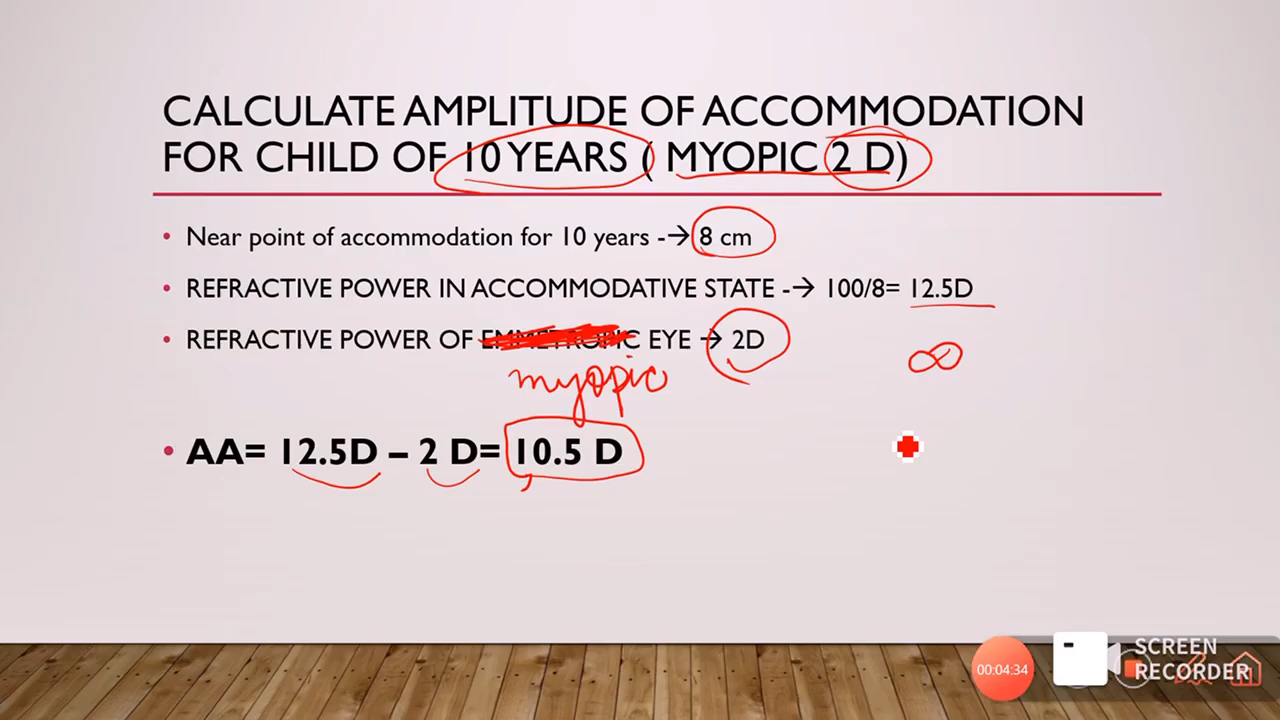 CALCULATE AMPLITUDE OF ACCOMMODATION
FOR CHILD OF 10 YEARS ( MYOPIC 2 D)
• Near point of accommodation for 10 years -→ 8 cm
• REFRACTIVE POWER IN ACCOMMODATIVE STATE -→ 100/8= 12.5D
• REFRACTIVE POWER OF EMMETROPIC EYE → 2D
∞
myopic
• AA= 12.5D – 2 D= 10.5 D
00:04:34
SCREEN
RECORDER